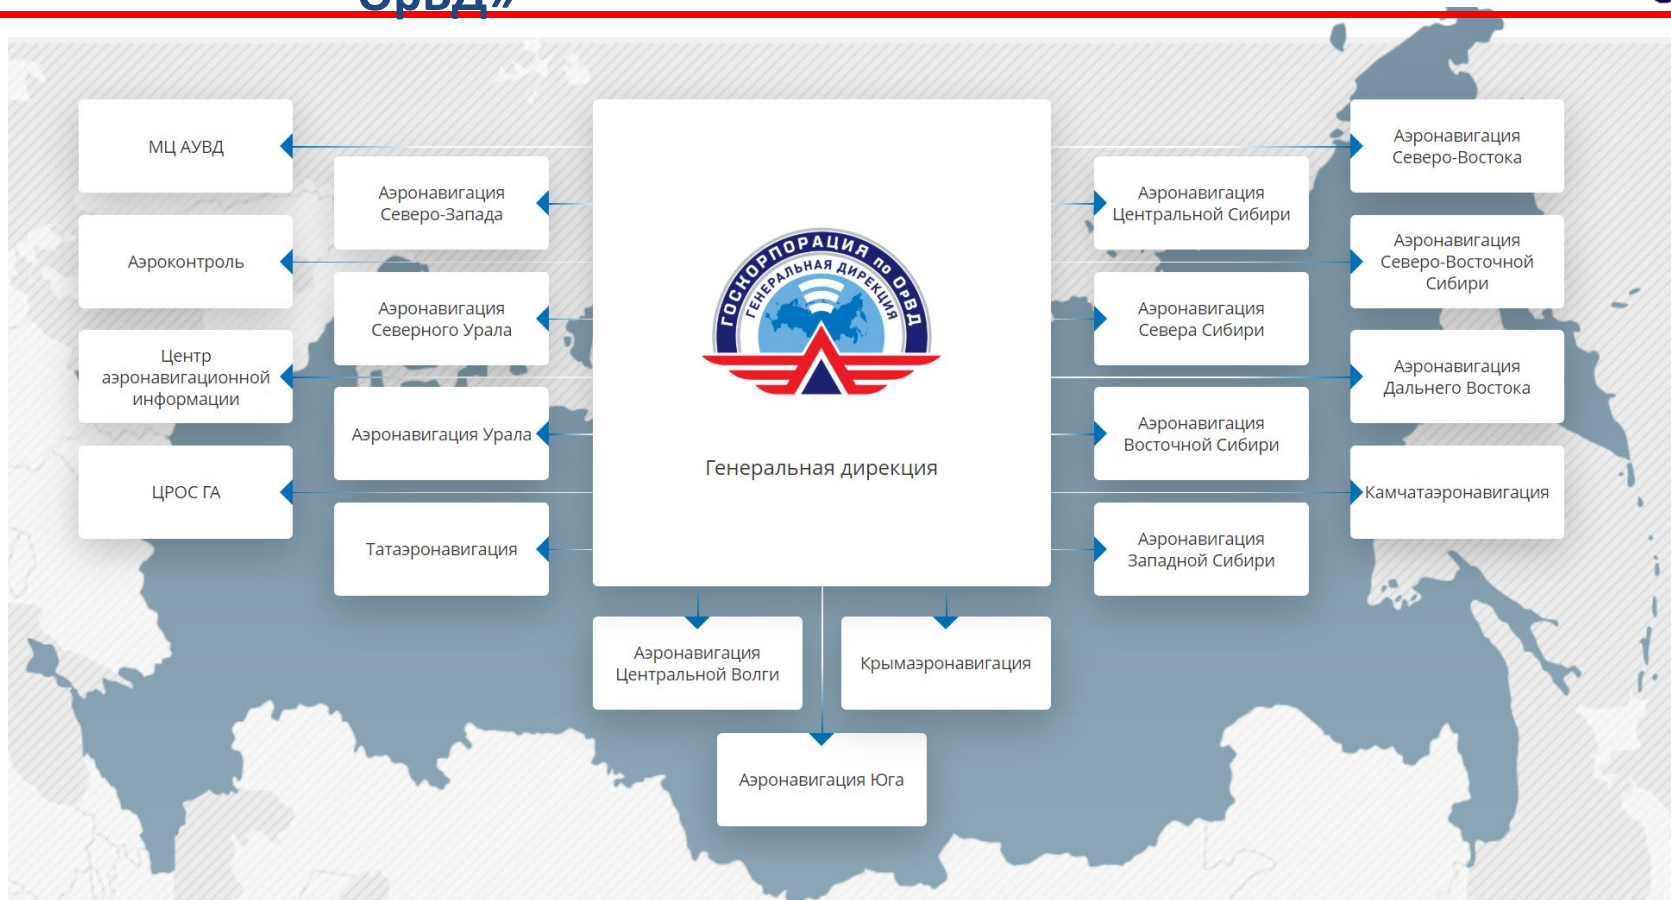 ОрВД»
МЦ АУВД
Аэроконтроль
Центр
аэронавигационной
информации
ЦРОС ГА
Аэронавигация
Северо-Запада
Аэронавигация
Северного Урала
Аэронавигация Урала
Татаэронавигация
ГОСКОРПОРАЦИЯ по ОрВД
ГЕНЕРАЛЬНАЯ ДИРЕКЦИЯ
Генеральная дирекция
Аэронавигация
Центральной Волги
Крымаэронавигация
Аэронавигация Юга
Аэронавигация
Центральной Сибири
Аэронавигация
Севера Сибири
Аэронавигация
Восточной Сибири
Аэронавигация
Западной Сибири
Аэронавигация
Северо-Востока
Аэронавигация
Северо-Восточной
Сибири
Аэронавигация
Дальнего Востока
Камчатаэронавигация